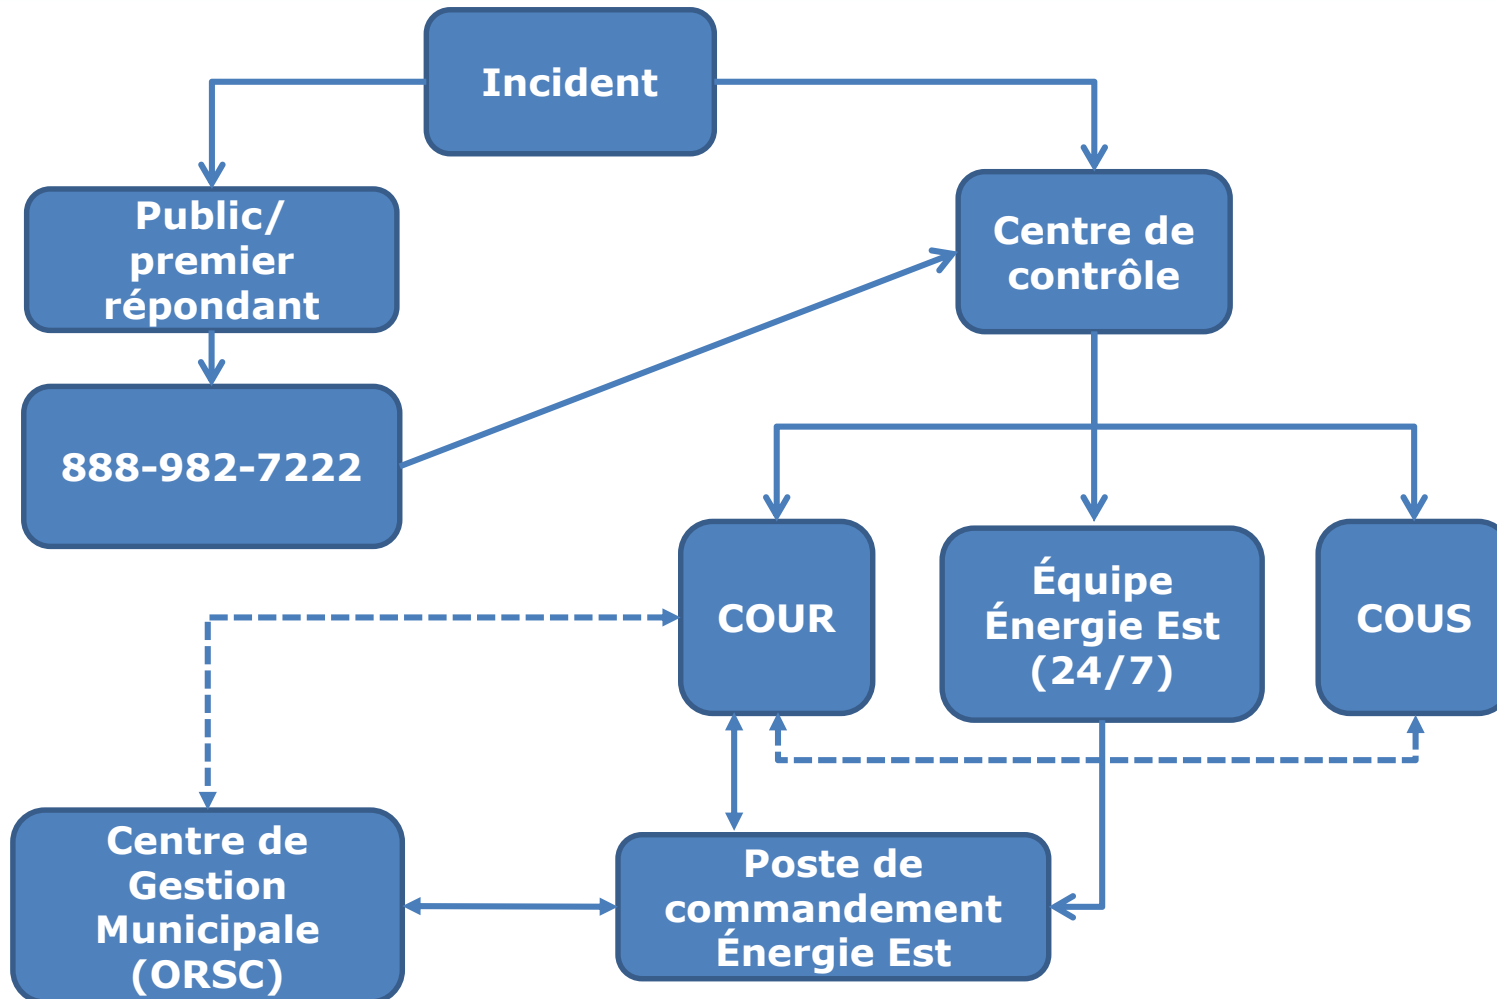 Incident
Public/
premier
répondant
Centre de
contrôle
888-982-7222
COUR
Équipe
Énergie Est
(24/7)
COUS
Centre de
Gestion
Municipale
(ORSC)
Poste de
commandement
Énergie Est